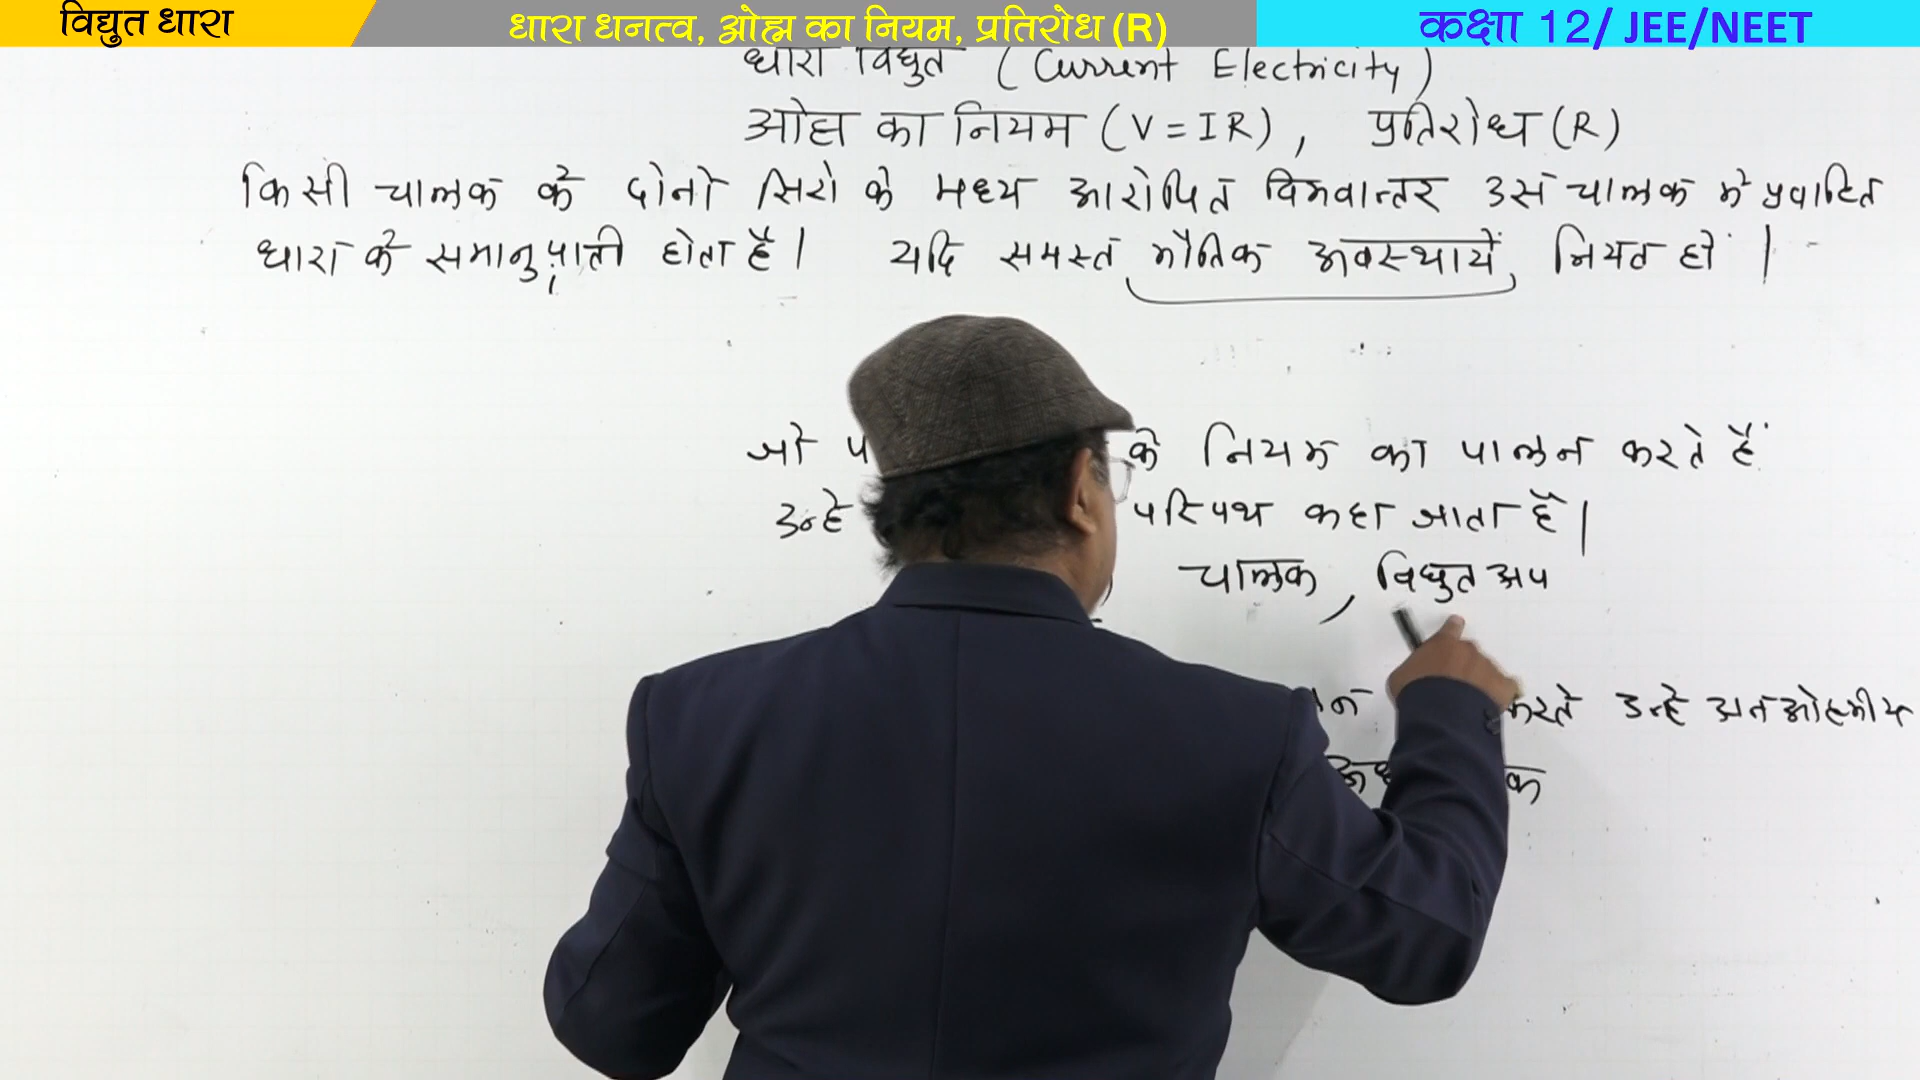 विद्युत धारा
धारा धनत्व, ओह्म का नियम, प्रतिरोध (R)
कक्षा 12/ JEE/NEET
धारा विद्युत (Current Electricity)
ओह्म का नियम (V = IR), प्रतिरोध (R)
किसी चालक के दोनो सिरो के मध्य आरोपित विभवान्तर उस चालक मे प्रवाहित
धारा के समानुपाती होता है। यदि समस्त भौतिक अवस्थायें नियत हो।
जो के नियम का पालन करते हैं
उन्हे परिपथ कहा जाता है।
चालक, विद्युत अप
करते उन्हे अनओहमीय